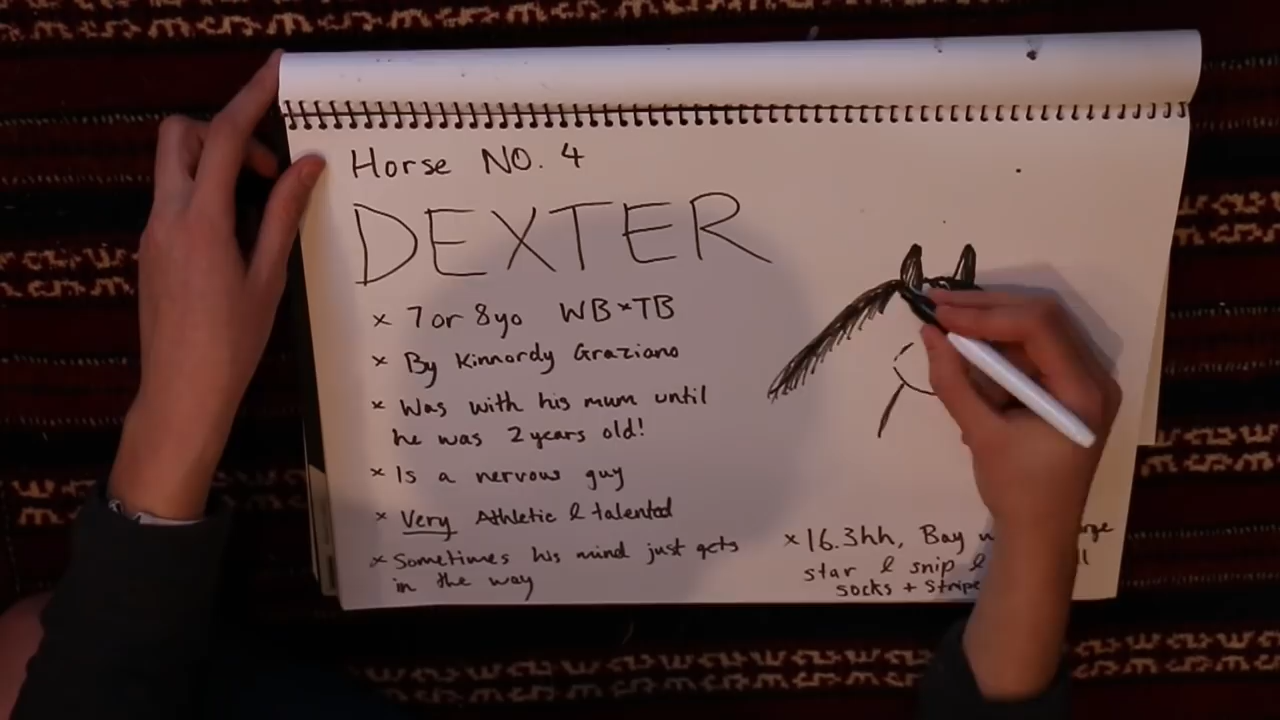 Horse NO. 4
DEXTER
× 7 or 8yo WB×TB
× By Kinnordy Graziano
× Was with his mum until
he was 2 years old!
× Is a nervous guy
× Very Athletic & talented
× Sometimes his mind just gets
in the way
× 16.3hh, Bay
star & snip &
socks + Stripe